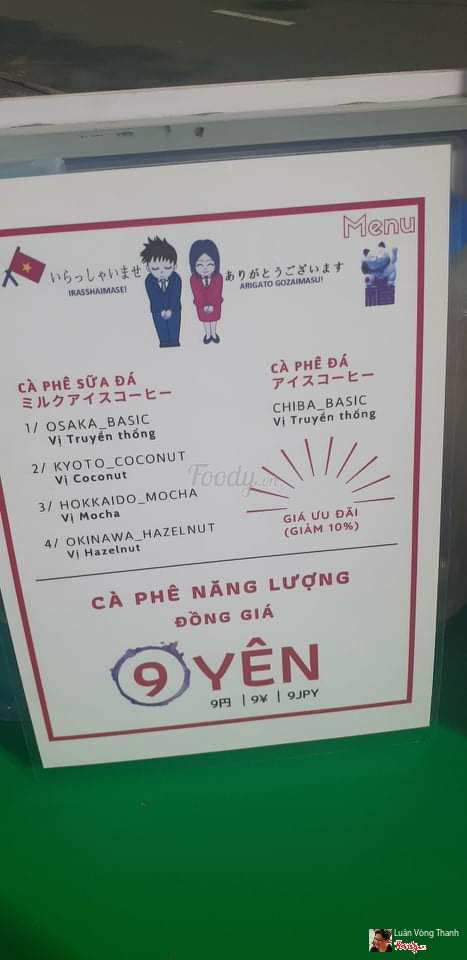 Menu
いらっしゃいませ
IRASSHAIMASE!
ありがとうございます
ARIGATO GOZAIMASU!
福
CÀ PHÊ SỮA ĐÁ
ミルクアイスコーヒー
1/ OSAKA_BASIC
Vị Truyền thống
2/ KYOTO_COCONUT
Vị Coconut
3/ HOKKAIDO_MOCHA
Vị Mocha
4/ OKINAWA_HAZELNUT
Vị Hazelnut
CÀ PHÊ ĐÁ
アイスコーヒー
CHIBA_BASIC
Vị Truyền thống
Foody.vn
GIÁ ƯU ĐÃI
(GIẢM 10%)
CÀ PHÊ NĂNG LƯỢNG
ĐỒNG GIÁ
9 YÊN
9円 | 9¥ | 9JPY
Luân Vòng Thanh
Foody.vn